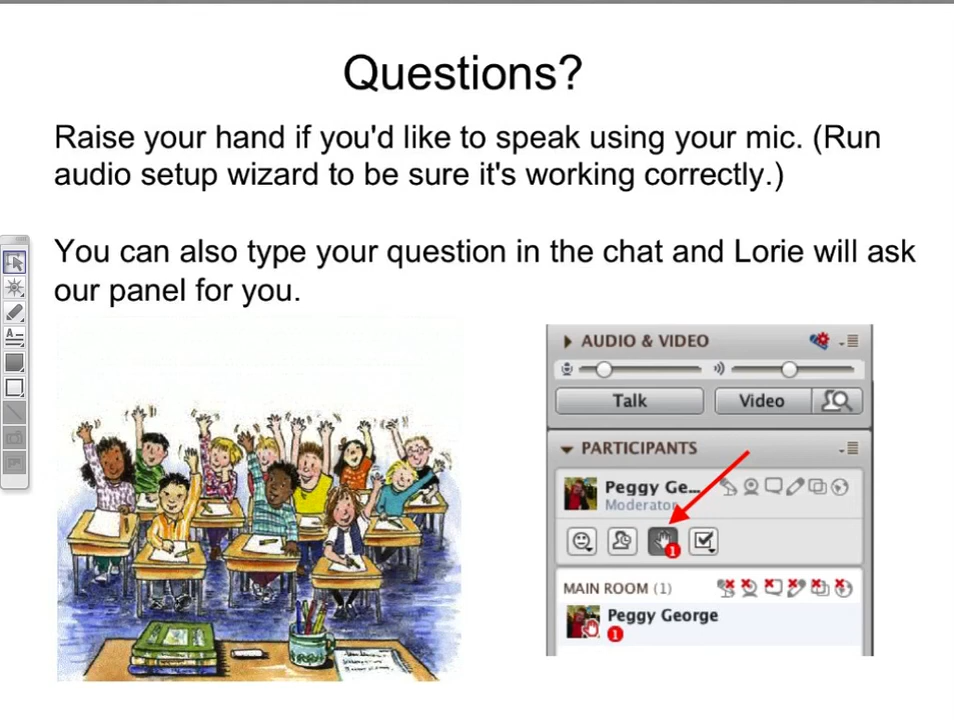 Questions?
Raise your hand if you'd like to speak using your mic. (Run
audio setup wizard to be sure it's working correctly.)
You can also type your question in the chat and Lorie will ask
our panel for you.
AUDIO & VIDEO
Talk Video
PARTICIPANTS
Peggy Ge...
Moderator
1
MAIN ROOM (1)
Peggy George
1